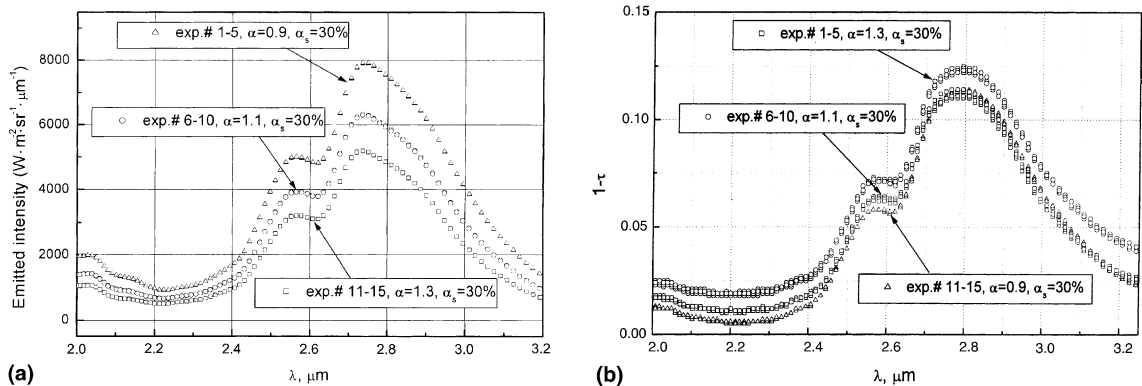 exp.# 1-5, α=0.9, αs=30%
exp.# 6-10, α=1.1, αs=30%
exp.# 11-15, α=1.3, αs=30%
Emitted intensity (W·m²·sr⁻¹·μm⁻¹)
8000
6000
4000
2000
0
2.0 2.2 2.4 2.6 2.8 3.0 3.2
λ, μm
(a)
exp.# 1-5, α=1.3, αs=30%
exp.# 6-10, α=1.1, αs=30%
exp.# 11-15, α=0.9, αs=30%
1-τ
0.15
0.10
0.05
0.00
2.0 2.2 2.4 2.6 2.8 3.0
λ, μm
(b)